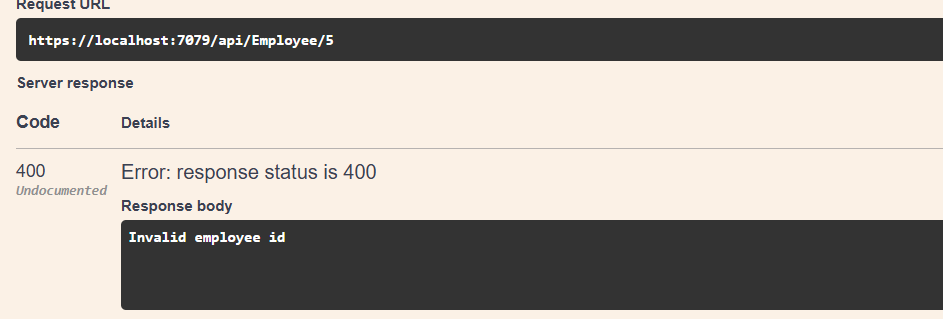 Request URL
https://localhost:7079/api/Employee/5
Server response
Code Details
400 Error: response status is 400
Undocumented
Response body
Invalid employee id